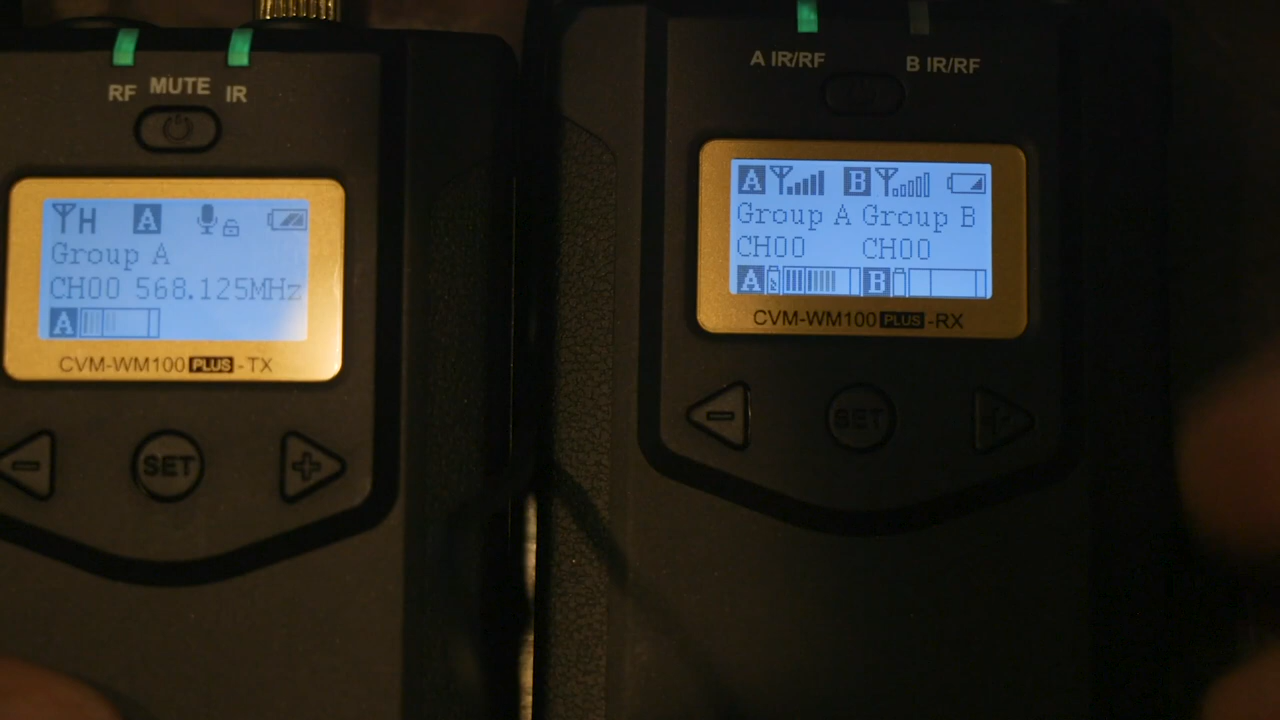 RF MUTE IR
H A
Group A
CH00 568.125MHz
A
CVM-WM100 PLUS -TX
SET
A IR/RF B IR/RF
A B
Group A Group B
CH00 CH00
A B
CVM-WM100 PLUS -RX
SET